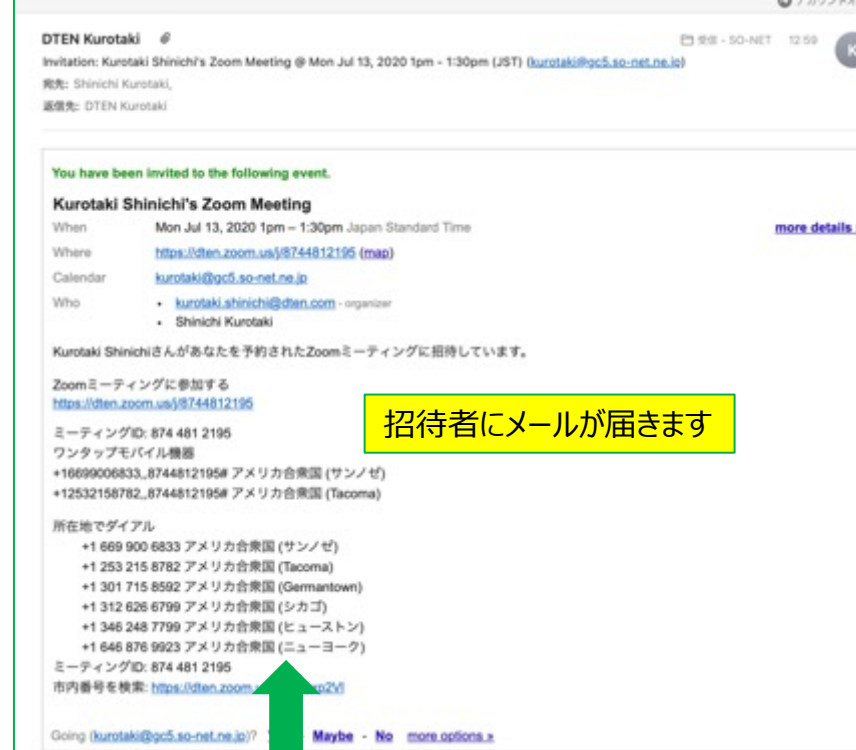 DTEN Kurotaki
受信 - SO-NET 12:59
K
Invitation: Kurotaki Shinichi's Zoom Meeting @ Mon Jul 13, 2020 1pm - 1:30pm (JST) (kurotaki@gc5.so-net.ne.jp)
宛先: Shinichi Kurotaki,
返信先: DTEN Kurotaki
You have been invited to the following event.
Kurotaki Shinichi's Zoom Meeting
When Mon Jul 13, 2020 1pm – 1:30pm Japan Standard Time
more details
Where https://dten.zoom.us/j/8744812195 (map)
Calendar kurotaki@gc5.so-net.ne.jp
Who • kurotaki.shinichi@dten.com - organizer
• Shinichi Kurotaki
Kurotaki Shinichiさんがあなたを予約されたZoomミーティングに招待しています。
Zoomミーティングに参加する
https://dten.zoom.us/j/8744812195
招待者にメールが届きます
ミーティングID: 874 481 2195
ワンタップモバイル機器
+16699006833,,8744812195# アメリカ合衆国 (サンノゼ)
+12532158782,,8744812195# アメリカ合衆国 (Tacoma)
所在地でダイアル
+1 669 900 6833 アメリカ合衆国 (サンノゼ)
+1 253 215 8782 アメリカ合衆国 (Tacoma)
+1 301 715 8592 アメリカ合衆国 (Germantown)
+1 312 626 6799 アメリカ合衆国 (シカゴ)
+1 346 248 7799 アメリカ合衆国 (ヒューストン)
+1 646 876 9923 アメリカ合衆国 (ニューヨーク)
ミーティングID: 874 481 2195
市内番号を検索: https://dten.zoom
Going (kurotaki@gc5.so-net.ne.jp)? - Maybe - No more options »